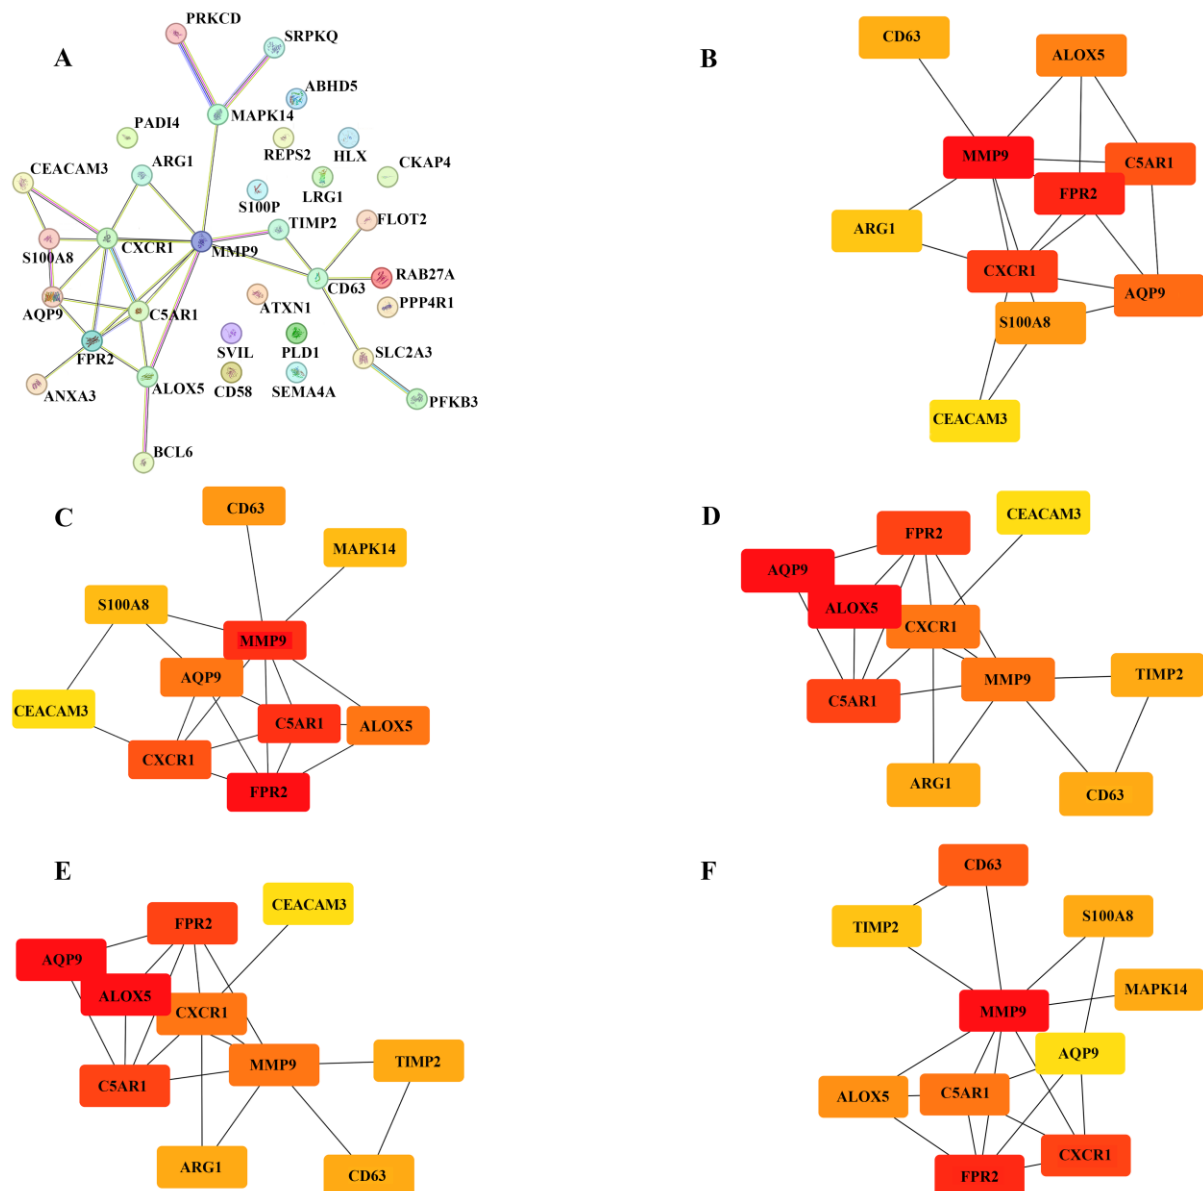 A
PRKCD
SRPKQ
ABHD5
MAPK14
PADI4
REPS2
HLX
CEACAM3
ARG1
CKAP4
LRG1
S100P
TIMP2
FLOT2
S100A8
CXCR1
MMP9
CD63
RAB27A
AQP9
C5AR1
ATXN1
PPP4R1
FPR2
SVIL
PLD1
SLC2A3
ANXA3
ALOX5
CD58
SEMA4A
PFKB3
BCL6
B
CD63
ALOX5
MMP9
C5AR1
FPR2
ARG1
CXCR1
AQP9
S100A8
CEACAM3
C
CD63
MAPK14
S100A8
MMP9
AQP9
CEACAM3
C5AR1
ALOX5
CXCR1
FPR2
D
CEACAM3
FPR2
AQP9
ALOX5
CXCR1
MMP9
TIMP2
C5AR1
ARG1
CD63
E
CEACAM3
FPR2
AQP9
ALOX5
CXCR1
MMP9
TIMP2
C5AR1
ARG1
CD63
F
CD63
TIMP2
S100A8
MAPK14
MMP9
AQP9
ALOX5
C5AR1
CXCR1
FPR2